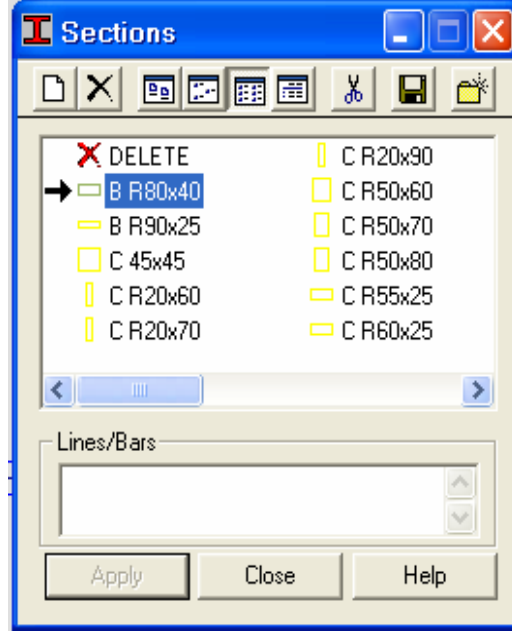 Sections
DELETE
B R80x40
B R90x25
C 45x45
C R20x60
C R20x70
C R20x90
C R50x60
C R50x70
C R50x80
C R55x25
C R60x25
Lines/Bars
Apply
Close
Help